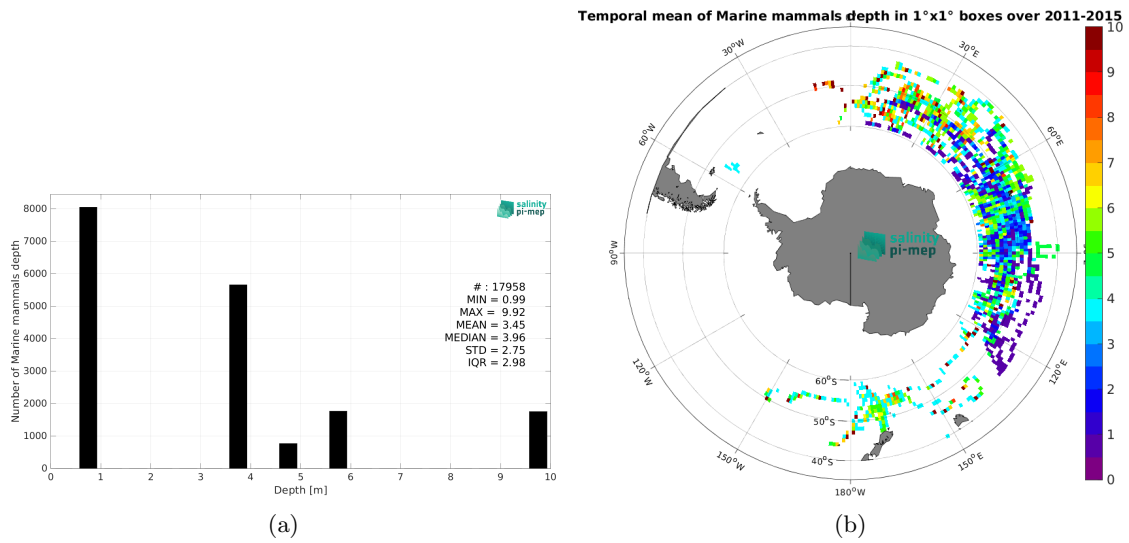 Temporal mean of Marine mammals depth in 1°x1° boxes over 2011-2015
8000
7000
6000
5000
4000
3000
2000
1000
0
Number of Marine mammals depth
salinity
pi-mep
# : 17958
MIN = 0.99
MAX = 9.92
MEAN = 3.45
MEDIAN = 3.96
STD = 2.75
IQR = 2.98
0 1 2 3 4 5 6 7 8 9 10
Depth [m]
(a)
30°W
30°E
60°W
60°E
90°W
salinity
pi-mep
120°W
120°E
60°S
50°S
40°S
150°W
150°E
180°W
10
9
8
7
6
5
4
3
2
1
0
(b)